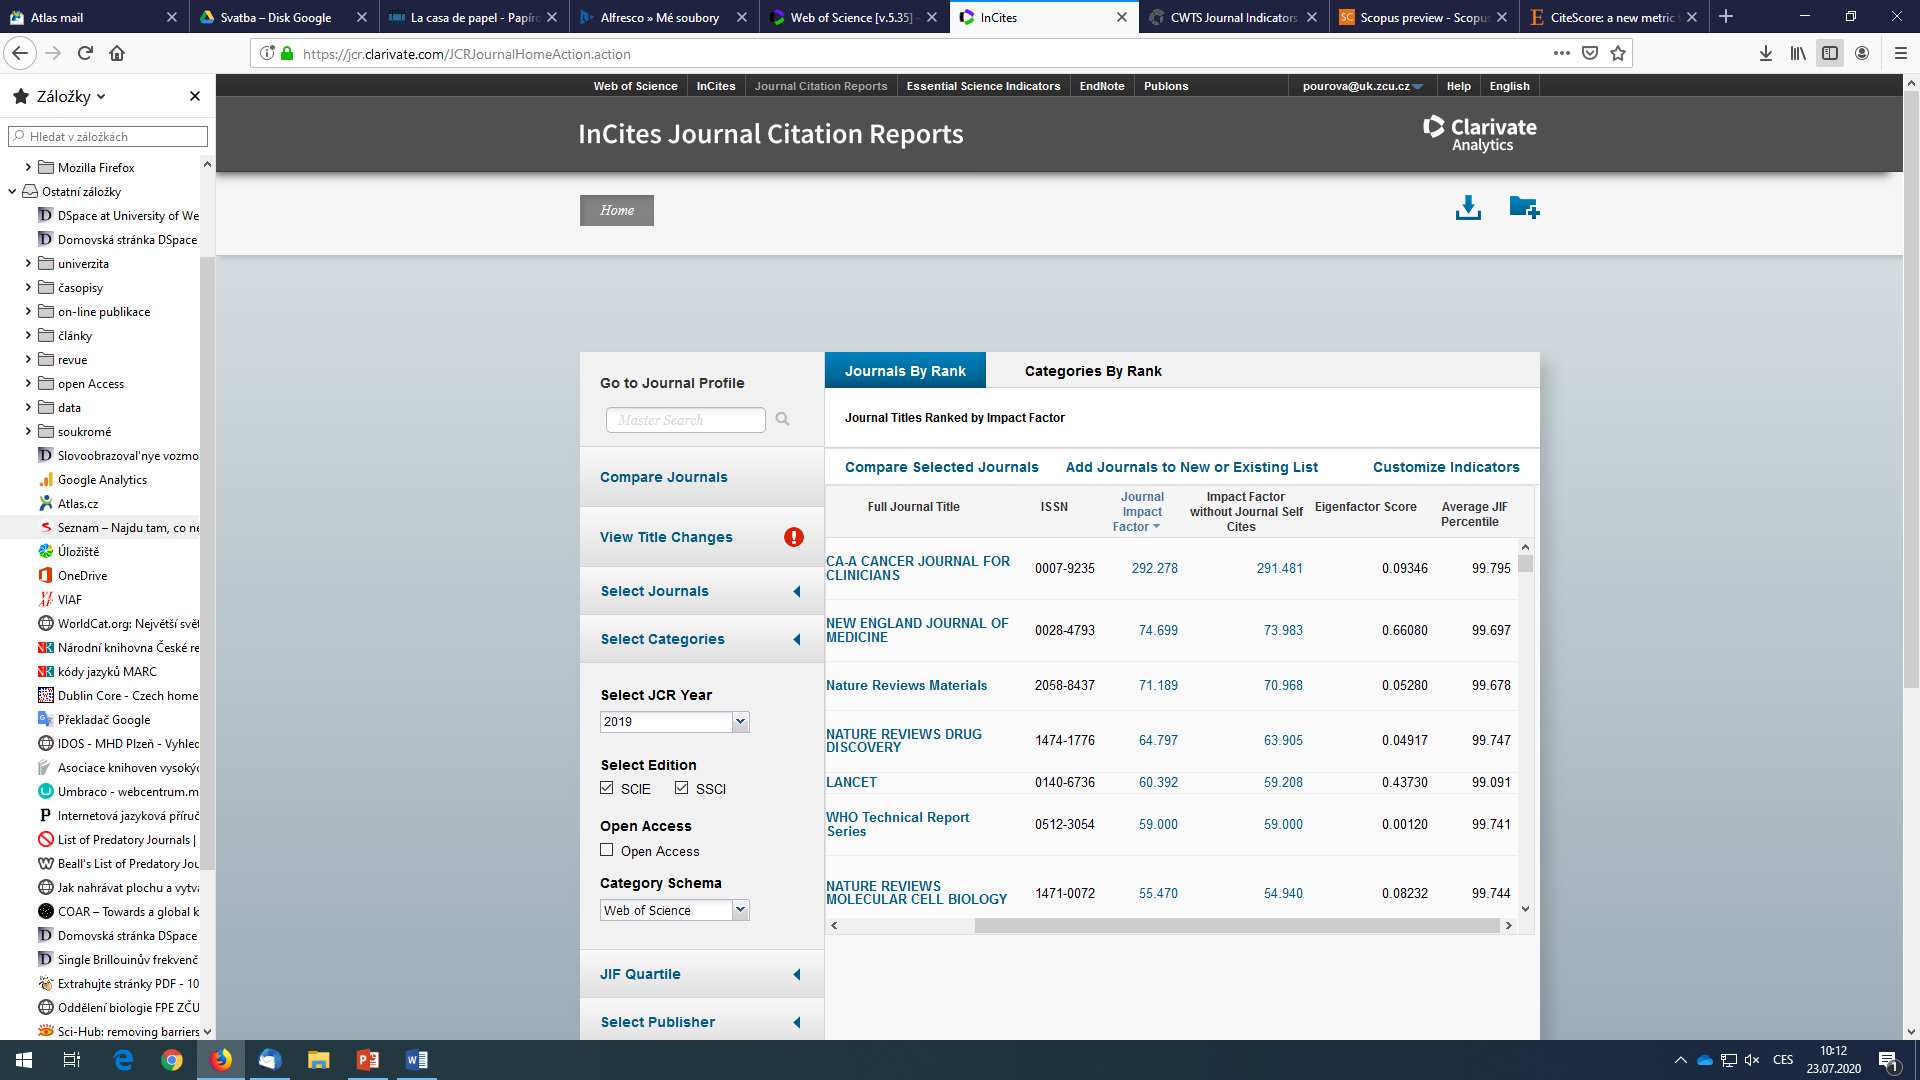 Atlas mail
Svatba – Disk Google
La casa de papel - Papíro
Alfresco » Mé soubory
Web of Science [v.5.35] -
InCites
CWTS Journal Indicators
Scopus preview - Scopus
CiteScore: a new metric
https://jcr.clarivate.com/JCRJournalHomeAction.action
Záložky
Hledat v záložkách
Mozilla Firefox
Ostatní záložky
DSpace at University of We
Domovská stránka DSpace
univerzita
časopisy
on-line publikace
články
revue
open Access
data
soukromé
Slovoobrazoval'nye vozmo
Google Analytics
Atlas.cz
Seznam – Najdu tam, co ne
Úložiště
OneDrive
VIAF
WorldCat.org: Největší svět
Národní knihovna České re
kódy jazyků MARC
Dublin Core - Czech home
Překladač Google
IDOS - MHD Plzeň - Vyhled
Asociace knihoven vysokýc
Umbraco - webcentrum.m
Internetová jazyková příruč
List of Predatory Journals |
Beall's List of Predatory Jou
Jak nahrávat plochu a vytvá
COAR – Towards a global k
Domovská stránka DSpace
Single Brillouinův frekvenč
Extrahujte stránky PDF - 10
Oddělení biologie FPE ZČU
Sci-Hub: removing barriers
Web of Science
InCites
Journal Citation Reports
Essential Science Indicators
EndNote
Publons
pourova@uk.zcu.cz
Help
English
InCites Journal Citation Reports
Clarivate
Analytics
Home
Go to Journal Profile
Master Search
Compare Journals
View Title Changes
Select Journals
Select Categories
Select JCR Year
2019
Select Edition
SCIE SSCI
Open Access
Open Access
Category Schema
Web of Science
JIF Quartile
Select Publisher
Journals By Rank
Categories By Rank
Journal Titles Ranked by Impact Factor
Compare Selected Journals
Add Journals to New or Existing List
Customize Indicators
Full Journal Title
ISSN
Journal
Impact
Factor
Impact Factor
without Journal Self
Cites
Eigenfactor Score
Average JIF
Percentile
CA-A CANCER JOURNAL FOR
CLINICIANS
0007-9235 292.278 291.481 0.09346 99.795
NEW ENGLAND JOURNAL OF
MEDICINE
0028-4793 74.699 73.983 0.66080 99.697
Nature Reviews Materials 2058-8437 71.189 70.968 0.05280 99.678
NATURE REVIEWS DRUG
DISCOVERY
1474-1776 64.797 63.905 0.04917 99.747
LANCET 0140-6736 60.392 59.208 0.43730 99.091
WHO Technical Report
Series
0512-3054 59.000 59.000 0.00120 99.741
NATURE REVIEWS
MOLECULAR CELL BIOLOGY
1471-0072 55.470 54.940 0.08232 99.744
CES
10:12
23.07.2020
1